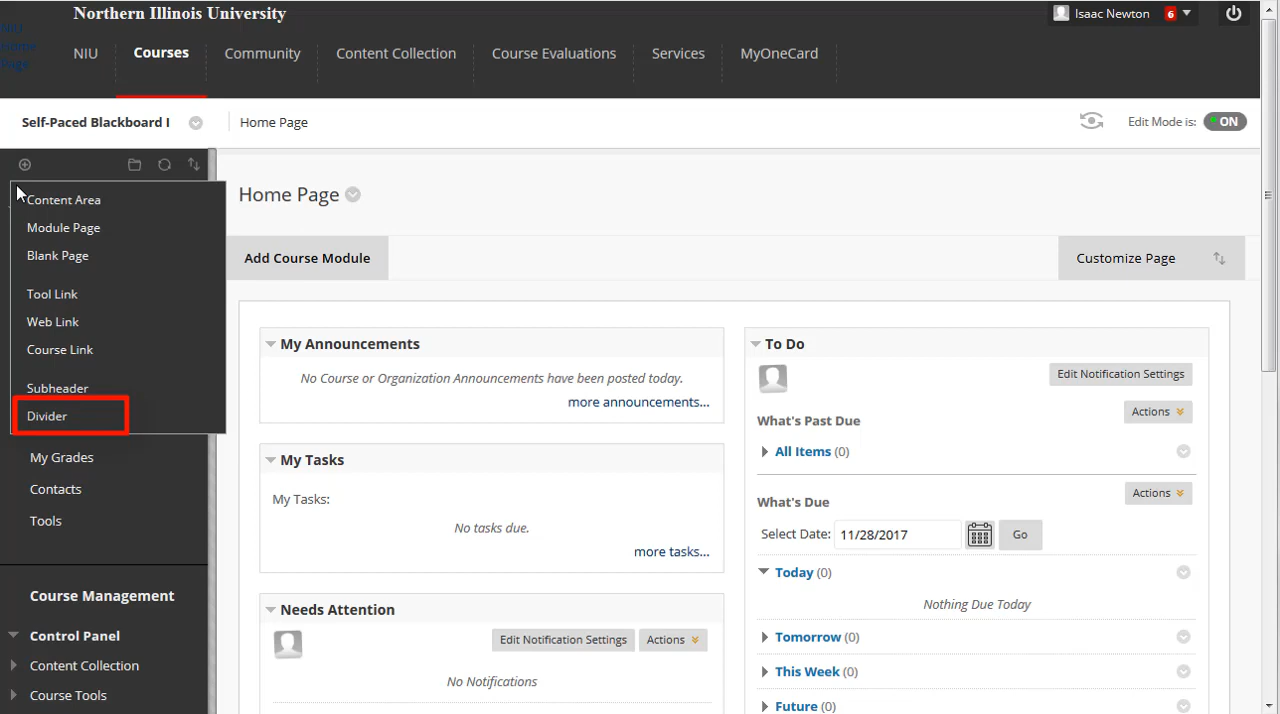 Northern Illinois University
Isaac Newton 6
NIU
Home
Page
NIU Courses Community Content Collection Course Evaluations Services MyOneCard
Self-Paced Blackboard I Home Page Edit Mode is: ON
Content Area
Module Page
Blank Page
Tool Link
Web Link
Course Link
Subheader
Divider
My Grades
Contacts
Tools
Course Management
Control Panel
Content Collection
Course Tools
Home Page
Add Course Module Customize Page
My Announcements
No Course or Organization Announcements have been posted today.
more announcements...
My Tasks
My Tasks:
No tasks due.
more tasks...
Needs Attention
Edit Notification Settings Actions
No Notifications
To Do
Edit Notification Settings
Actions
What's Past Due
All Items (0)
Actions
What's Due
Select Date: 11/28/2017 Go
Today (0)
Nothing Due Today
Tomorrow (0)
This Week (0)
Future (0)